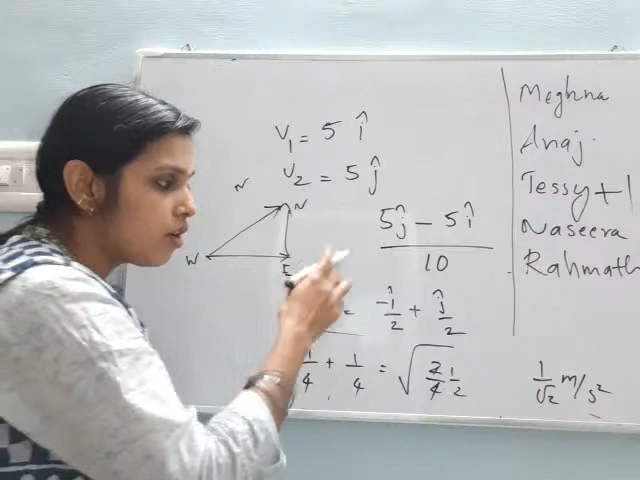 V₁ = 5 î
V₂ = 5 ĵ
N
N
W
E
5ĵ − 5î
10
= −î/2 + ĵ/2
1/4 + 1/4 = √(2/4 1/2
1/√2 m/s²
Meghna
Anaj
Tessy +1
Naseera
Rahmath